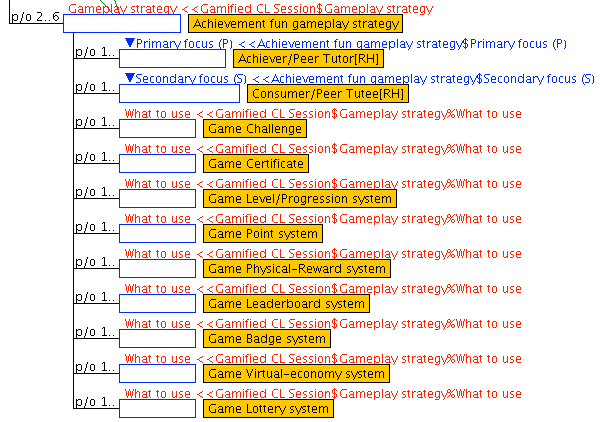 Gameplay strategy <<Gamified CL Session$Gameplay strategy
p/o 2..6 Achievement fun gameplay strategy
▼Primary focus (P) <<Achievement fun gameplay strategy$Primary focus (P)
p/o 1.. Achiever/Peer Tutor[RH]
▼Secondary focus (S) <<Achievement fun gameplay strategy$Secondary focus (S)
p/o 1.. Consumer/Peer Tutee[RH]
What to use <<Gamified CL Session$Gameplay strategy%What to use
p/o 1.. Game Challenge
What to use <<Gamified CL Session$Gameplay strategy%What to use
p/o 1.. Game Certificate
What to use <<Gamified CL Session$Gameplay strategy%What to use
p/o 1.. Game Level/Progression system
What to use <<Gamified CL Session$Gameplay strategy%What to use
p/o 1.. Game Point system
What to use <<Gamified CL Session$Gameplay strategy%What to use
p/o 1.. Game Physical-Reward system
What to use <<Gamified CL Session$Gameplay strategy%What to use
p/o 1.. Game Leaderboard system
What to use <<Gamified CL Session$Gameplay strategy%What to use
p/o 1.. Game Badge system
What to use <<Gamified CL Session$Gameplay strategy%What to use
p/o 1.. Game Virtual-economy system
What to use <<Gamified CL Session$Gameplay strategy%What to use
p/o 1.. Game Lottery system